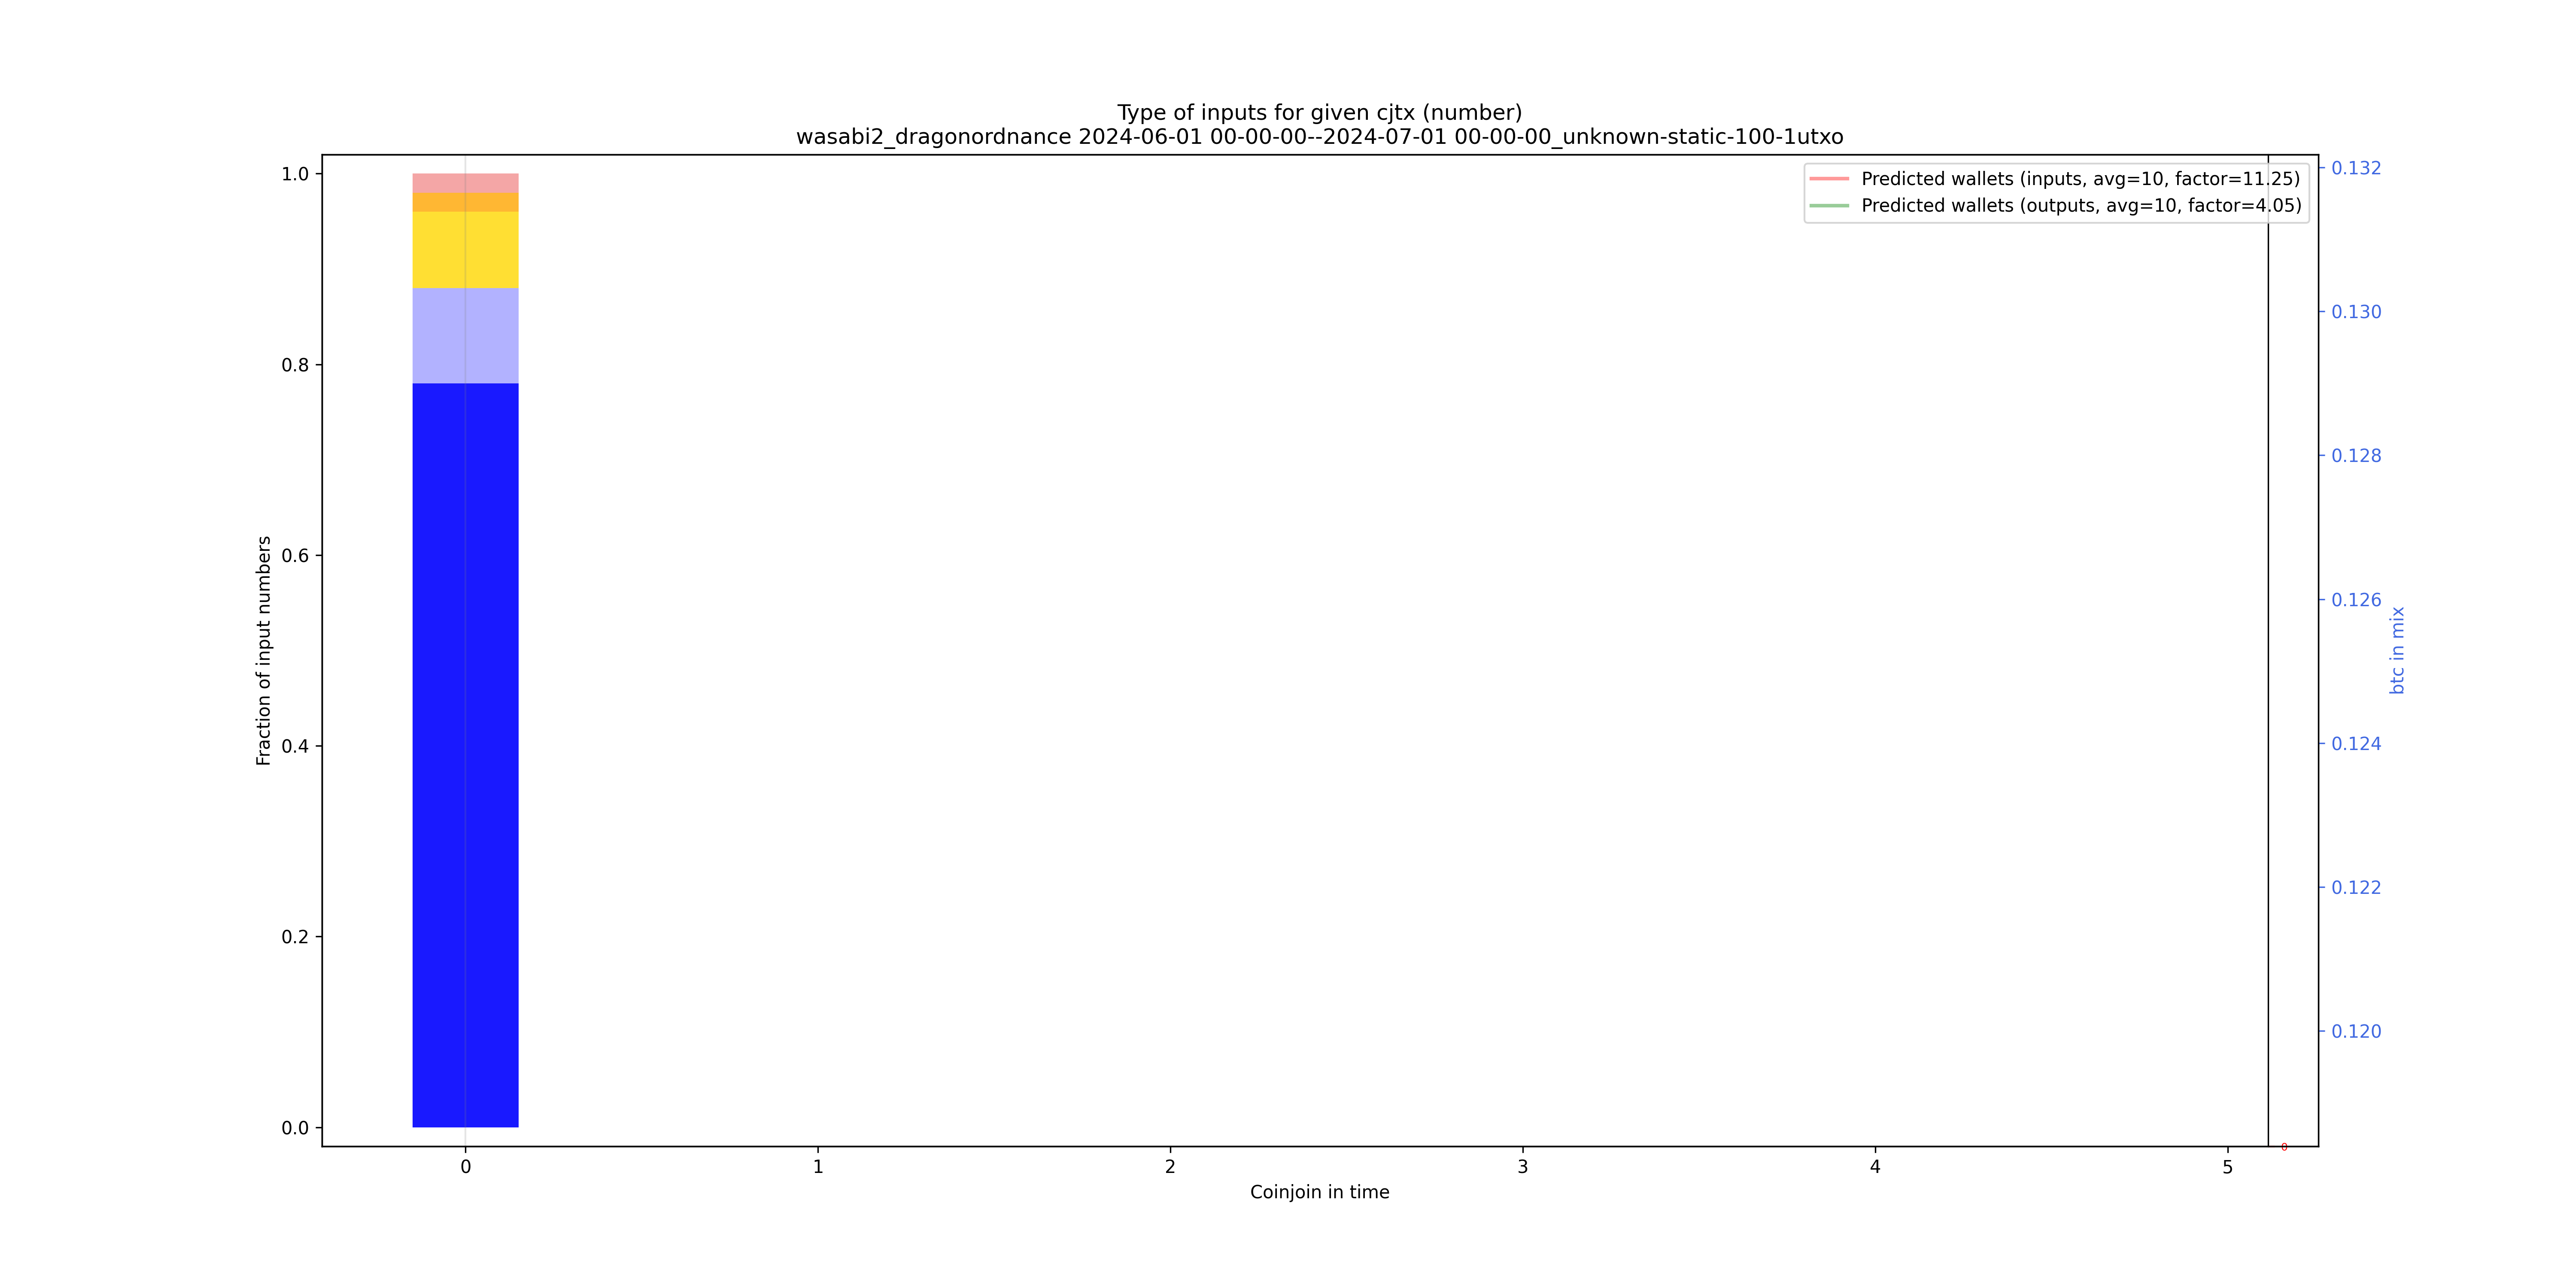 Type of inputs for given cjtx (number)
wasabi2_dragonordnance 2024-06-01 00-00-00--2024-07-01 00-00-00_unknown-static-100-1utxo
Predicted wallets (inputs, avg=10, factor=11.25)
Predicted wallets (outputs, avg=10, factor=4.05)
Fraction of input numbers
1.0
0.8
0.6
0.4
0.2
0.0
0.132
0.130
0.128
0.126
0.124
0.122
0.120
btc in mix
0
0 1 2 3 4 5
Coinjoin in time